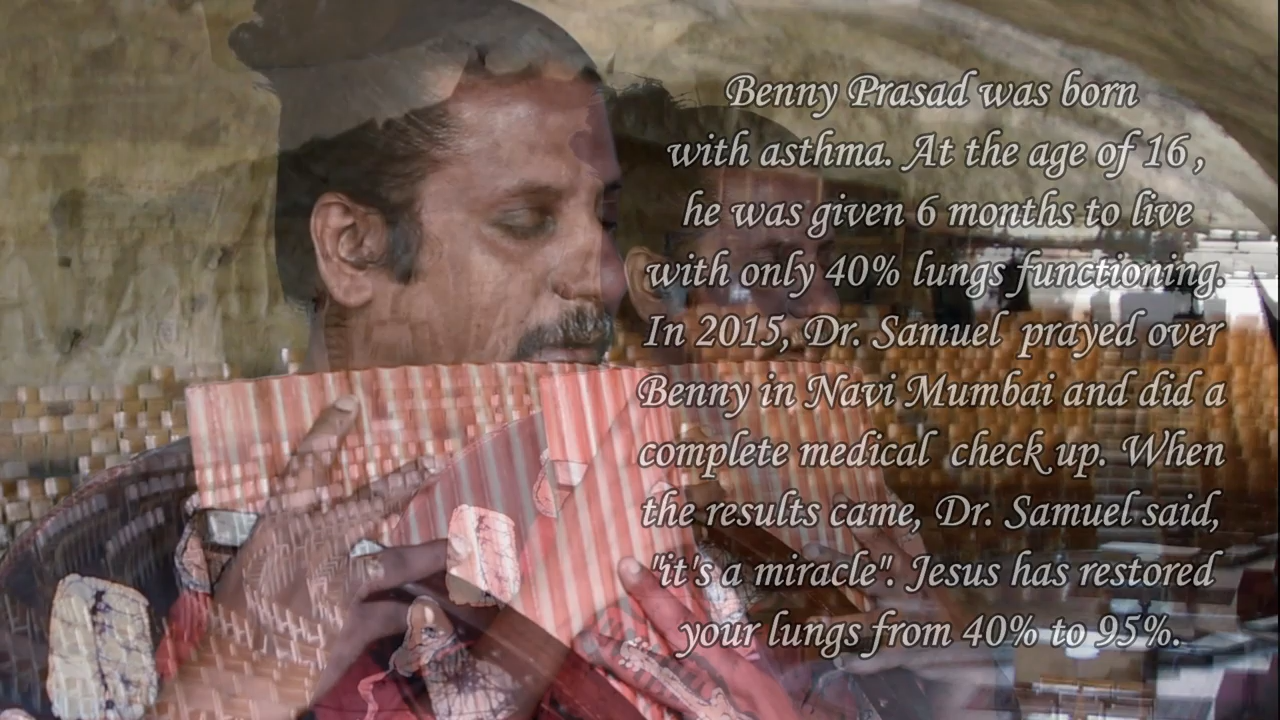 Benny Prasad was born
with asthma. At the age of 16 ,
he was given 6 months to live
with only 40% lungs functioning.
In 2015, Dr. Samuel prayed over
Benny in Navi Mumbai and did a
complete medical check up. When
the results came, Dr. Samuel said,
"it's a miracle". Jesus has restored
your lungs from 40% to 95%.